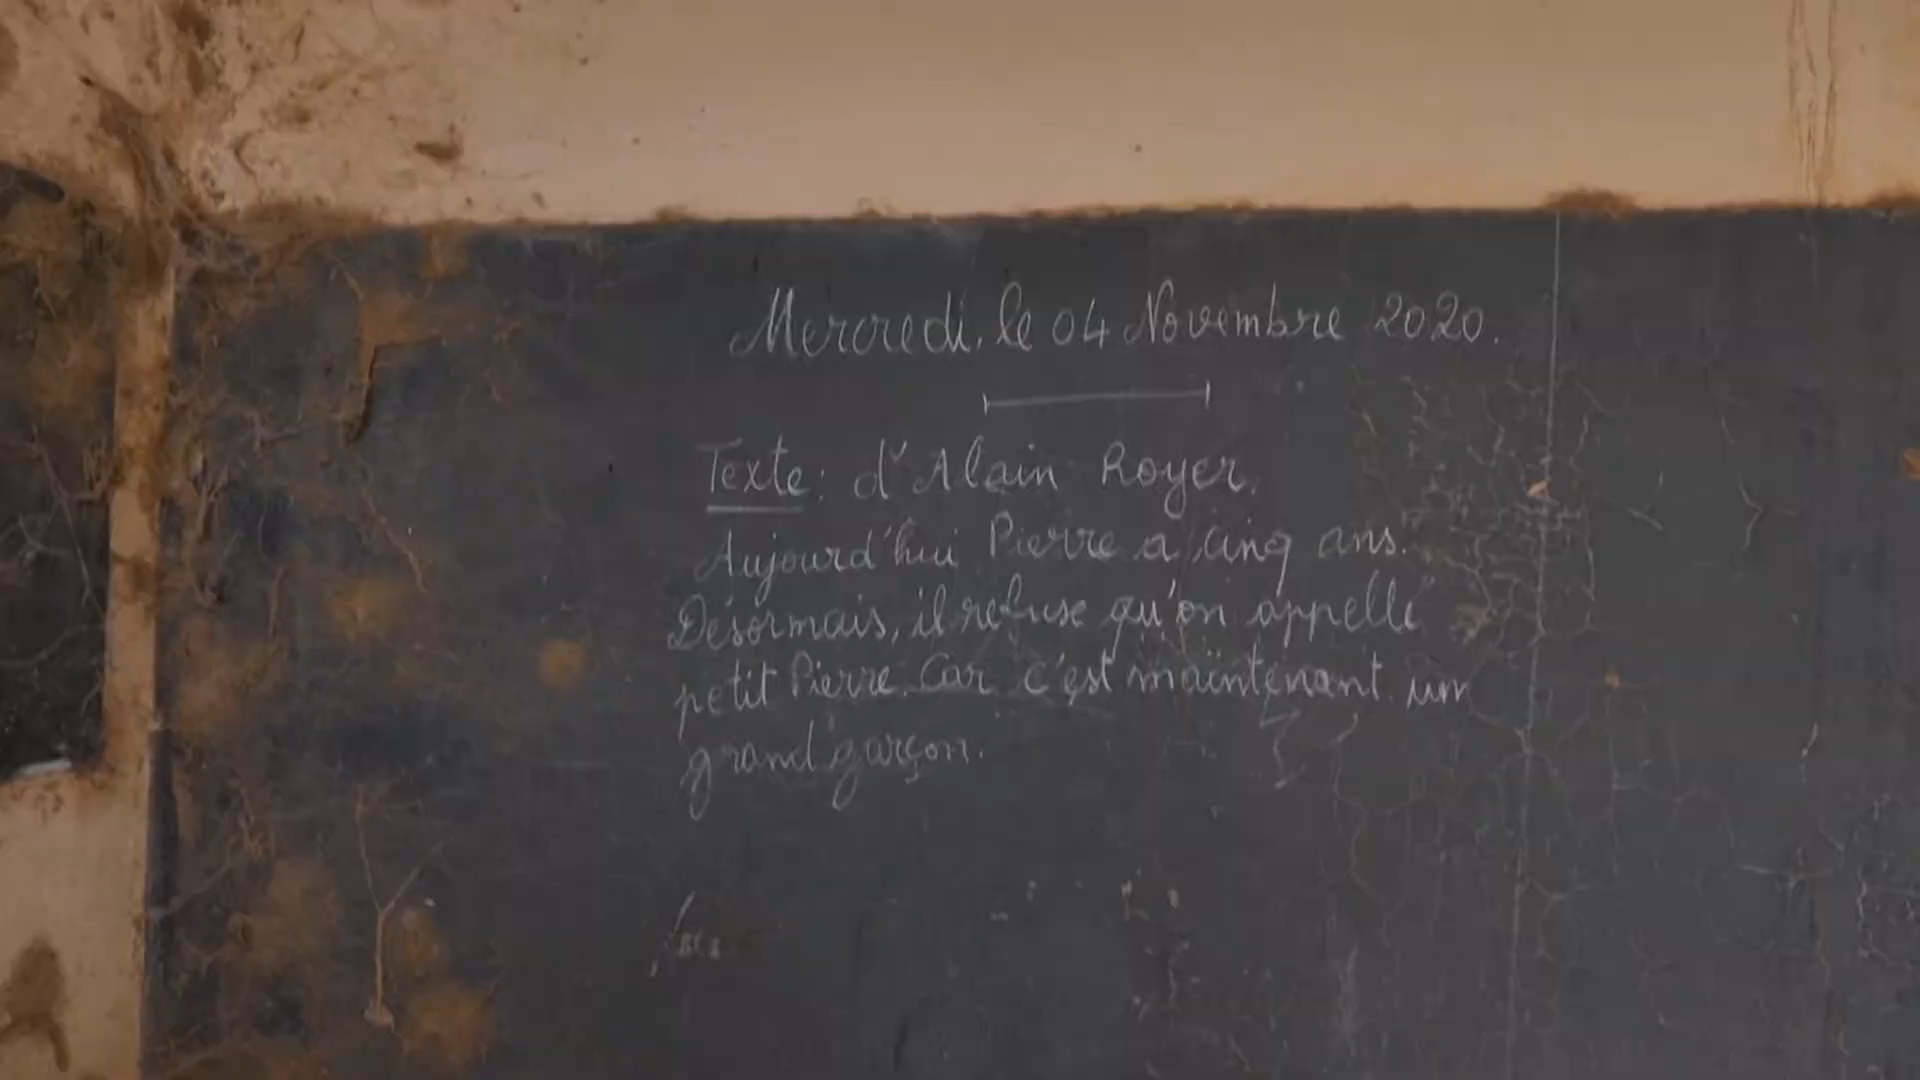 Mercredi, le 04 Novembre 2020.
Texte: d'Alain Royer.
Aujourd'hui Pierre a cinq ans.
Désormais, il refuse qu'on appelle"
petit Pierre. Car c'est maintenant un
grand garçon.